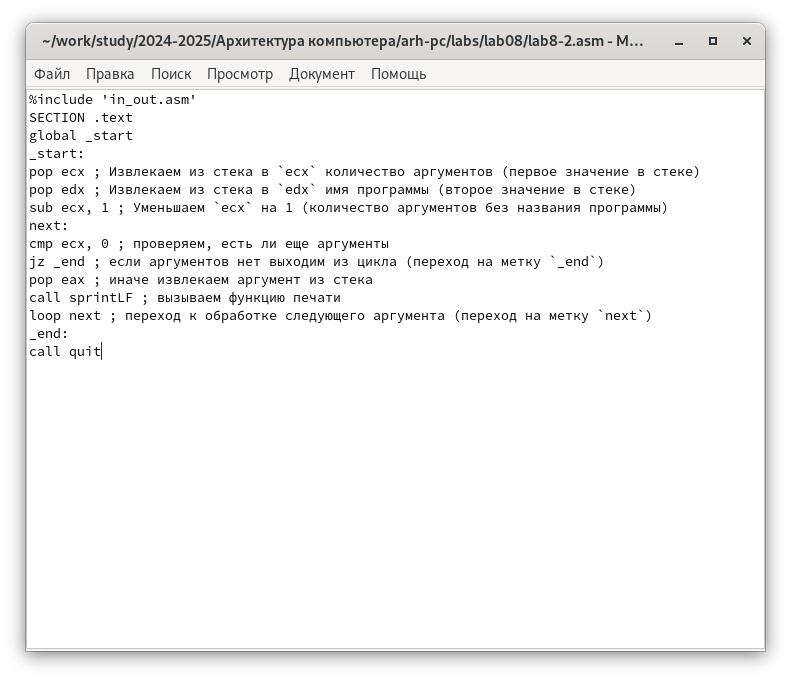 ~/work/study/2024-2025/Архитектура компьютера/arh-pc/labs/lab08/lab8-2.asm - M...
Файл Правка Поиск Просмотр Документ Помощь
%include 'in_out.asm'
SECTION .text
global _start
_start:
pop ecx ; Извлекаем из стека в `ecx` количество аргументов (первое значение в стеке)
pop edx ; Извлекаем из стека в `edx` имя программы (второе значение в стеке)
sub ecx, 1 ; Уменьшаем `ecx` на 1 (количество аргументов без названия программы)
next:
cmp ecx, 0 ; проверяем, есть ли еще аргументы
jz _end ; если аргументов нет выходим из цикла (переход на метку `_end`)
pop eax ; иначе извлекаем аргумент из стека
call sprintLF ; вызываем функцию печати
loop next ; переход к обработке следующего аргумента (переход на метку `next`)
_end:
call quit